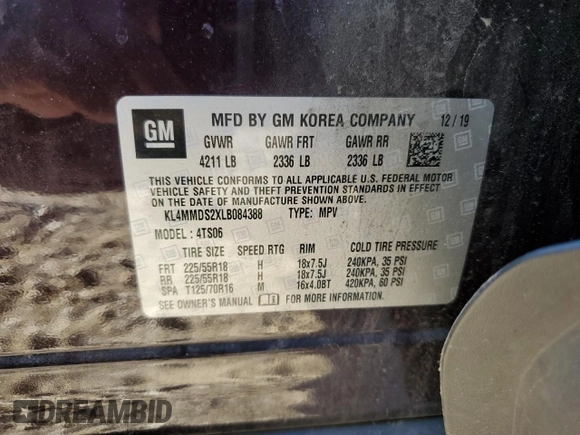 GM
MFD BY GM KOREA COMPANY 12/19
GVWR GAWR FRT GAWR RR
4211 LB 2336 LB 2336 LB
THIS VEHICLE CONFORMS TO ALL APPLICABLE U.S. FEDERAL MOTOR
VEHICLE SAFETY AND THEFT PREVENTION STANDARDS IN EFFECT
ON THE DATE OF MANUFACTURE SHOWN ABOVE.
KL4MMDS2XLB084388 TYPE: MPV
MODEL: 4TS06
TIRE SIZE SPEED RTG RIM COLD TIRE PRESSURE
FRT 225/55R18 H 18x7.5J 240KPA, 35 PSI
RR 225/55R18 H 18x7.5J 240KPA, 35 PSI
SPA T125/70R16 M 16x4.0BT 420KPA, 60 PSI
SEE OWNER'S MANUAL FOR MORE INFORMATION.
DREAMBID